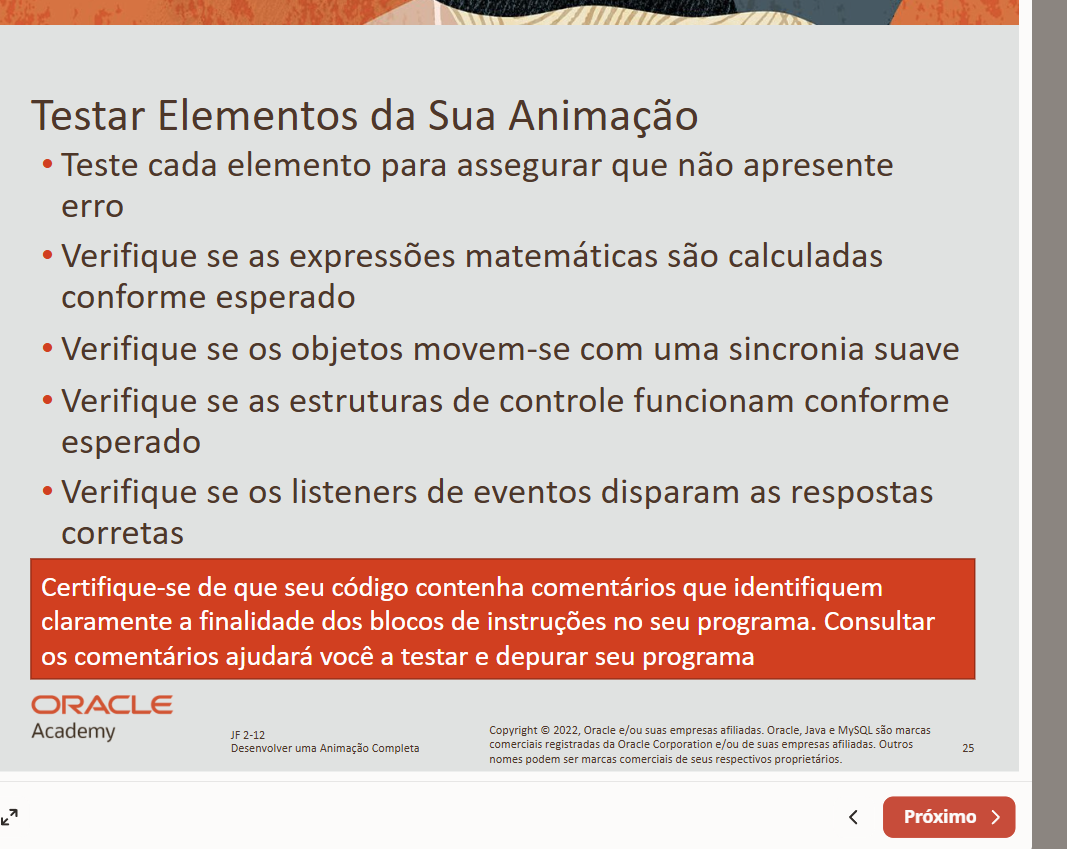 Testar Elementos da Sua Animação
• Teste cada elemento para assegurar que não apresente
erro
• Verifique se as expressões matemáticas são calculadas
conforme esperado
• Verifique se os objetos movem-se com uma sincronia suave
• Verifique se as estruturas de controle funcionam conforme
esperado
• Verifique se os listeners de eventos disparam as respostas
corretas
Certifique-se de que seu código contenha comentários que identifiquem
claramente a finalidade dos blocos de instruções no seu programa. Consultar
os comentários ajudará você a testar e depurar seu programa
ORACLE
Academy
JF 2-12
Desenvolver uma Animação Completa
Copyright © 2022, Oracle e/ou suas empresas afiliadas. Oracle, Java e MySQL são marcas
comerciais registradas da Oracle Corporation e/ou de suas empresas afiliadas. Outros
nomes podem ser marcas comerciais de seus respectivos proprietários.
25
Próximo